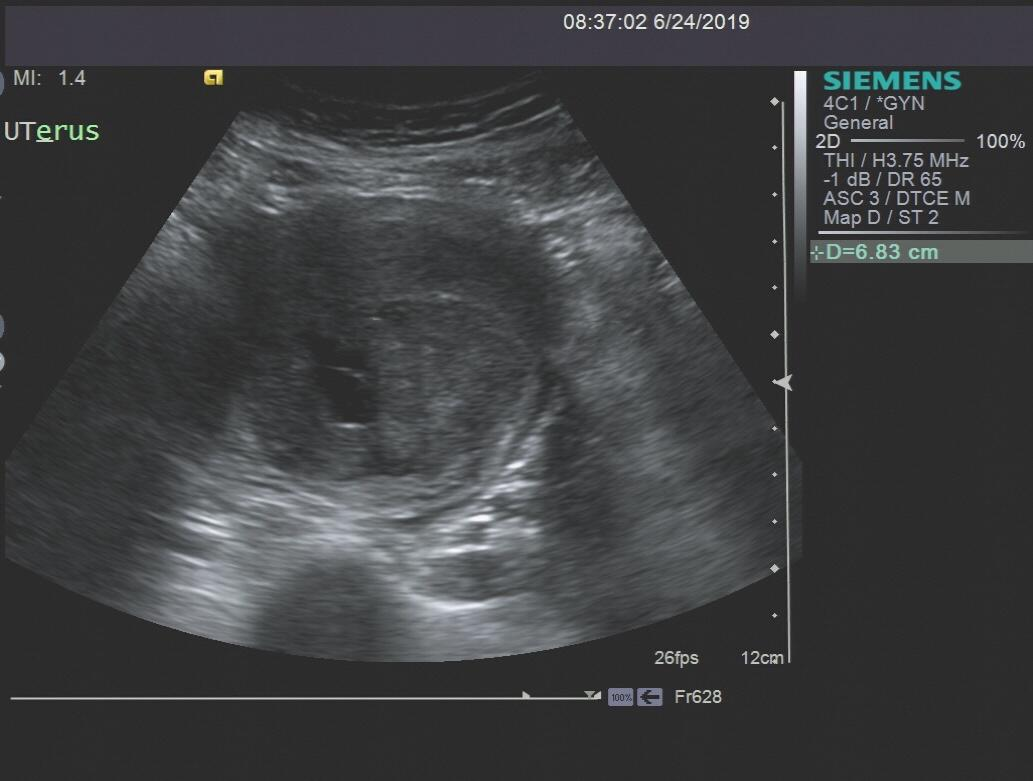 08:37:02 6/24/2019
MI: 1.4
UTerus
SIEMENS
4C1 / *GYN
General
2D 100%
THI / H3.75 MHz
-1 dB / DR 65
ASC 3 / DTCE M
Map D / ST 2
D=6.83 cm
26fps 12cm
100% Fr628